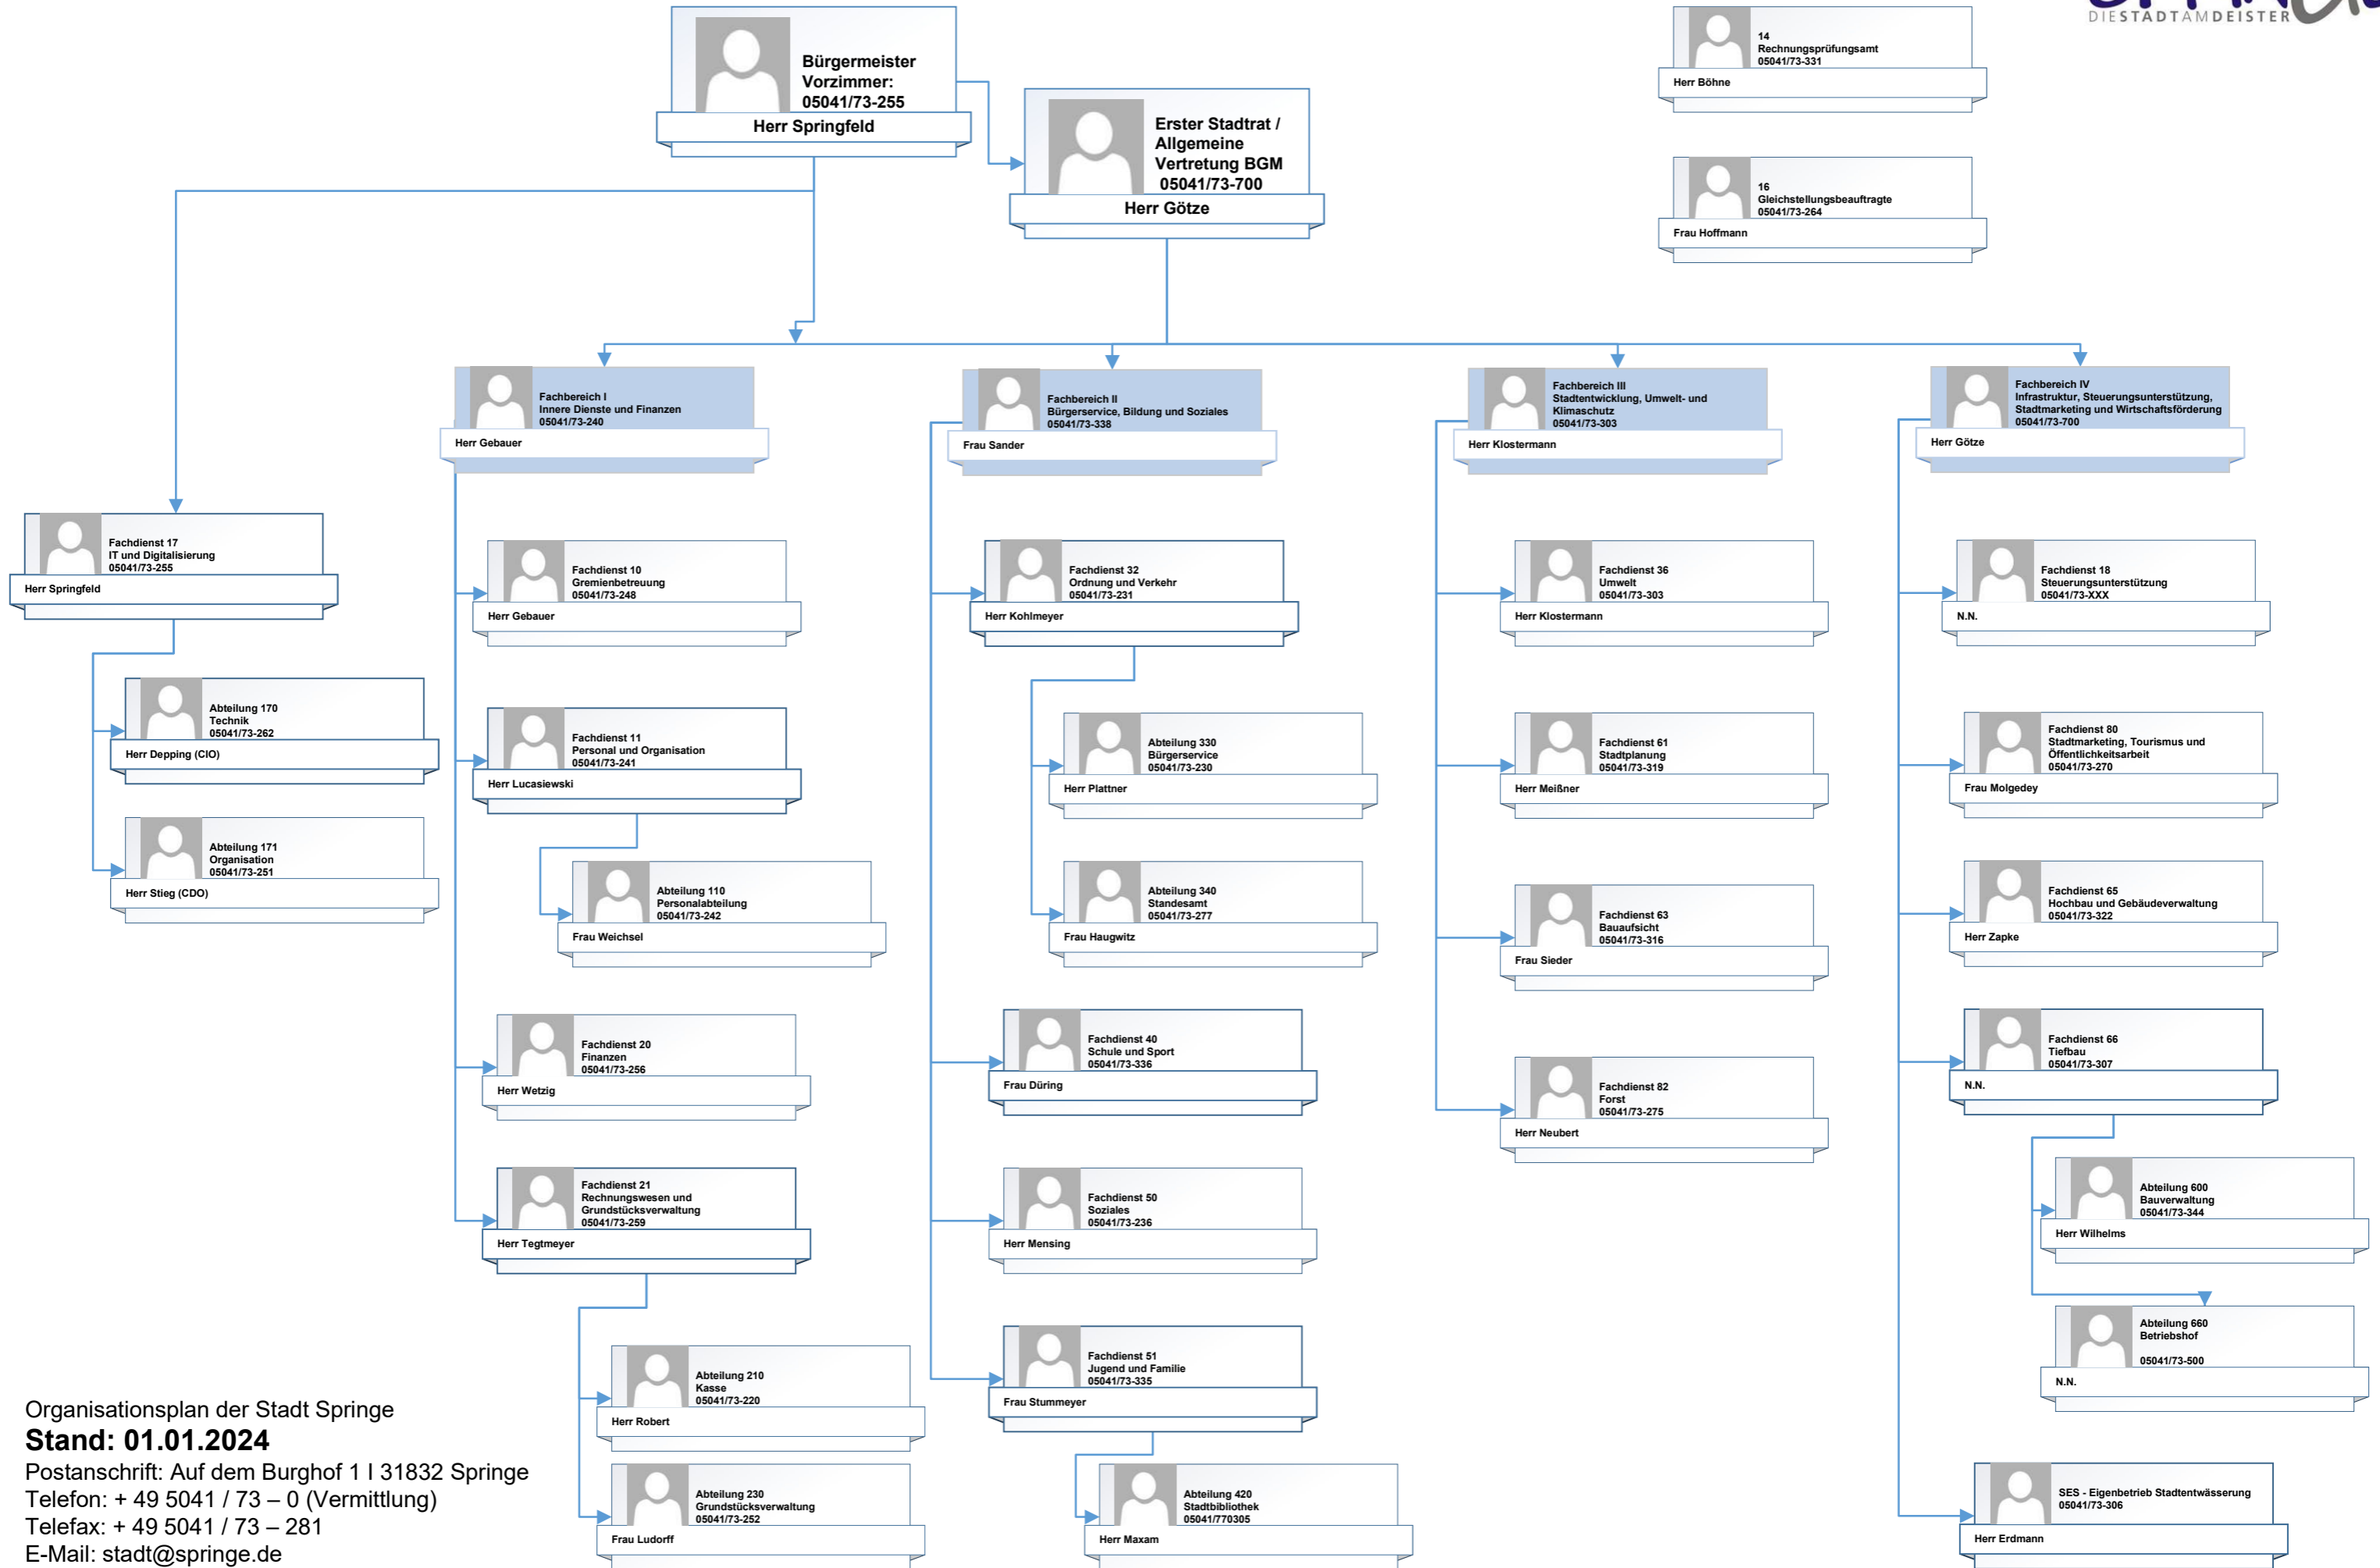 DIESTADTAMDEISTER
Bürgermeister
Vorzimmer:
05041/73-255
Herr Springfeld
Erster Stadtrat /
Allgemeine
Vertretung BGM
05041/73-700
Herr Götze
14
Rechnungsprüfungsamt
05041/73-331
Herr Böhne
16
Gleichstellungsbeauftragte
05041/73-264
Frau Hoffmann
Fachdienst 17
IT und Digitalisierung
05041/73-255
Herr Springfeld
Abteilung 170
Technik
05041/73-262
Herr Depping (CIO)
Abteilung 171
Organisation
05041/73-251
Herr Stieg (CDO)
Fachbereich I
Innere Dienste und Finanzen
05041/73-240
Herr Gebauer
Fachdienst 10
Gremienbetreuung
05041/73-248
Herr Gebauer
Fachdienst 11
Personal und Organisation
05041/73-241
Herr Lucasiewski
Abteilung 110
Personalabteilung
05041/73-242
Frau Weichsel
Fachdienst 20
Finanzen
05041/73-256
Herr Wetzig
Fachdienst 21
Rechnungswesen und
Grundstücksverwaltung
05041/73-259
Herr Tegtmeyer
Abteilung 210
Kasse
05041/73-220
Herr Robert
Abteilung 230
Grundstücksverwaltung
05041/73-252
Frau Ludorff
Fachbereich II
Bürgerservice, Bildung und Soziales
05041/73-338
Frau Sander
Fachdienst 32
Ordnung und Verkehr
05041/73-231
Herr Kohlmeyer
Abteilung 330
Bürgerservice
05041/73-230
Herr Plattner
Abteilung 340
Standesamt
05041/73-277
Frau Haugwitz
Fachdienst 40
Schule und Sport
05041/73-336
Frau Düring
Fachdienst 50
Soziales
05041/73-236
Herr Mensing
Fachdienst 51
Jugend und Familie
05041/73-335
Frau Stummeyer
Abteilung 420
Stadtbibliothek
05041/770305
Herr Maxam
Fachbereich III
Stadtentwicklung, Umwelt- und
Klimaschutz
05041/73-303
Herr Klostermann
Fachdienst 36
Umwelt
05041/73-303
Herr Klostermann
Fachdienst 61
Stadtplanung
05041/73-319
Herr Meißner
Fachdienst 63
Bauaufsicht
05041/73-316
Frau Sieder
Fachdienst 82
Forst
05041/73-275
Herr Neubert
Fachbereich IV
Infrastruktur, Steuerungsunterstützung,
Stadtmarketing und Wirtschaftsförderung
05041/73-700
Herr Götze
Fachdienst 18
Steuerungsunterstützung
05041/73-XXX
N.N.
Fachdienst 80
Stadtmarketing, Tourismus und
Öffentlichkeitsarbeit
05041/73-270
Frau Molgedey
Fachdienst 65
Hochbau und Gebäudeverwaltung
05041/73-322
Herr Zapke
Fachdienst 66
Tiefbau
05041/73-307
N.N.
Abteilung 600
Bauverwaltung
05041/73-344
Herr Wilhelms
Abteilung 660
Betriebshof
05041/73-500
N.N.
SES - Eigenbetrieb Stadtentwässerung
05041/73-306
Herr Erdmann
Organisationsplan der Stadt Springe
Stand: 01.01.2024
Postanschrift: Auf dem Burghof 1 I 31832 Springe
Telefon: + 49 5041 / 73 – 0 (Vermittlung)
Telefax: + 49 5041 / 73 – 281
E-Mail: stadt@springe.de